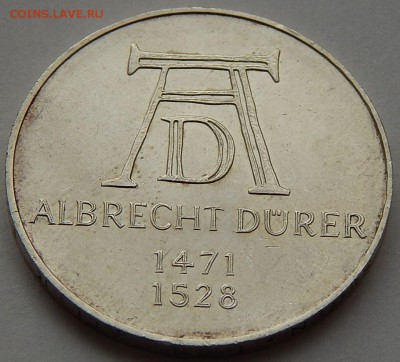 COINS.LAVE.RU
AD
ALBRECHT DÜRER
1471
1528